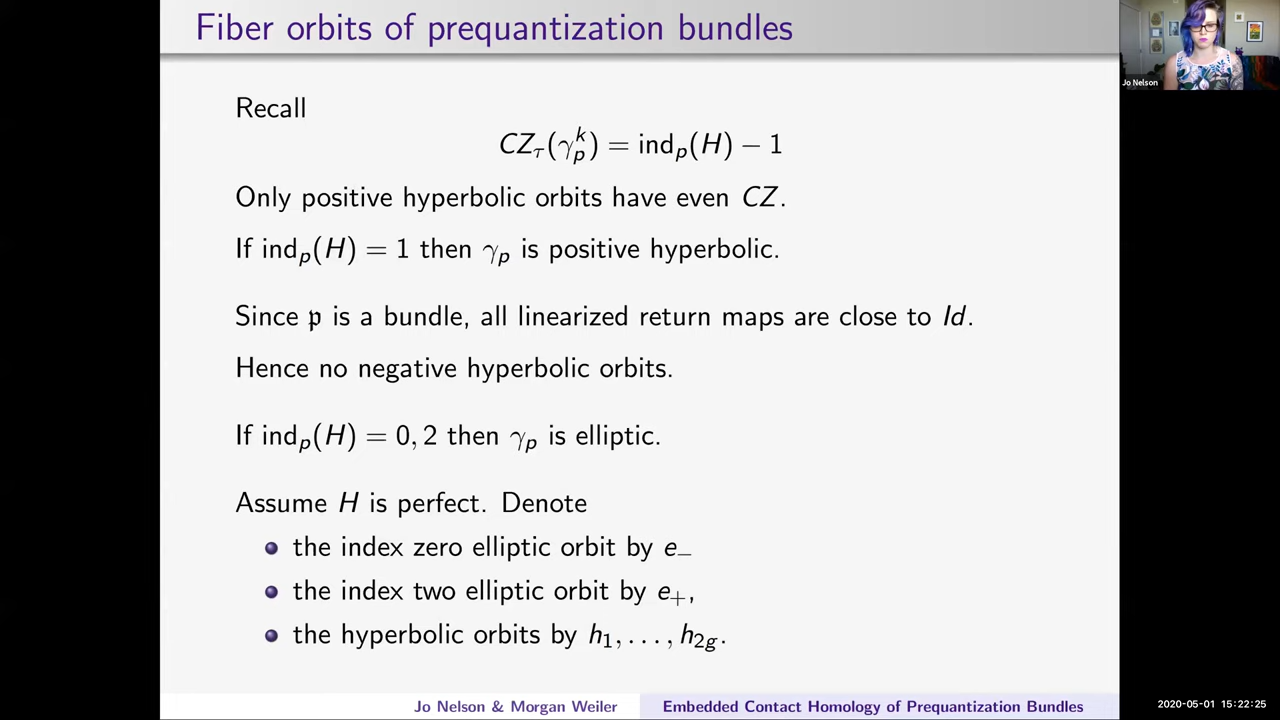 Fiber orbits of prequantization bundles
Jo Nelson
Recall
CZ_τ(γ_p^k) = ind_p(H) − 1
Only positive hyperbolic orbits have even CZ.
If ind_p(H) = 1 then γ_p is positive hyperbolic.
Since 𝔭 is a bundle, all linearized return maps are close to Id.
Hence no negative hyperbolic orbits.
If ind_p(H) = 0, 2 then γ_p is elliptic.
Assume H is perfect. Denote
the index zero elliptic orbit by e_−
the index two elliptic orbit by e_+,
the hyperbolic orbits by h_1, . . . , h_{2g}.
Jo Nelson & Morgan Weiler
Embedded Contact Homology of Prequantization Bundles
2020-05-01 15:22:25